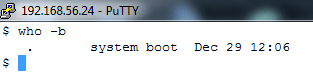 192.168.56.24 - PuTTY
$ who -b
.        system boot  Dec 29 12:06
$